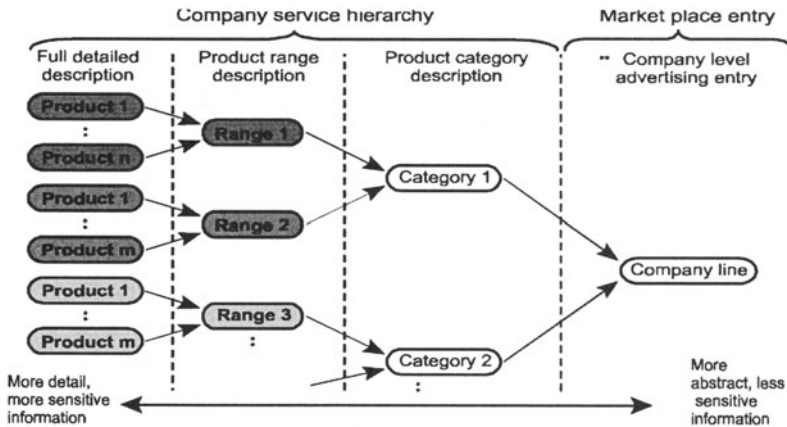 Company service hierarchy
Market place entry
Full detailed
description
Product range
description
Product category
description
" Company level
advertising entry
Product 1
:
Product n
Product 1
:
Product m
Product 1
:
Product m
Range 1
Range 2
Range 3
:
Category 1
Category 2
:
Company line
More detail,
more sensitive
information
More
abstract, less
sensitive
information